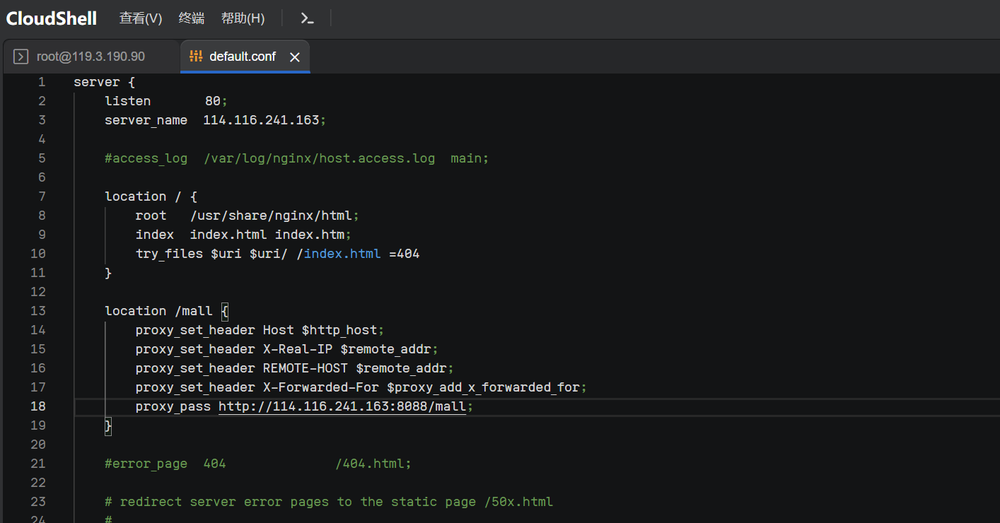 CloudShell 查看(V) 终端 帮助(H)
root@119.3.190.90 default.conf
1 server {
2     listen       80;
3     server_name  114.116.241.163;
4
5     #access_log  /var/log/nginx/host.access.log  main;
6
7     location / {
8         root   /usr/share/nginx/html;
9         index  index.html index.htm;
10         try_files $uri $uri/ /index.html =404
11     }
12
13     location /mall {
14         proxy_set_header Host $http_host;
15         proxy_set_header X-Real-IP $remote_addr;
16         proxy_set_header REMOTE-HOST $remote_addr;
17         proxy_set_header X-Forwarded-For $proxy_add_x_forwarded_for;
18         proxy_pass http://114.116.241.163:8088/mall;
19     }
20
21     #error_page  404              /404.html;
22
23     # redirect server error pages to the static page /50x.html
24     #